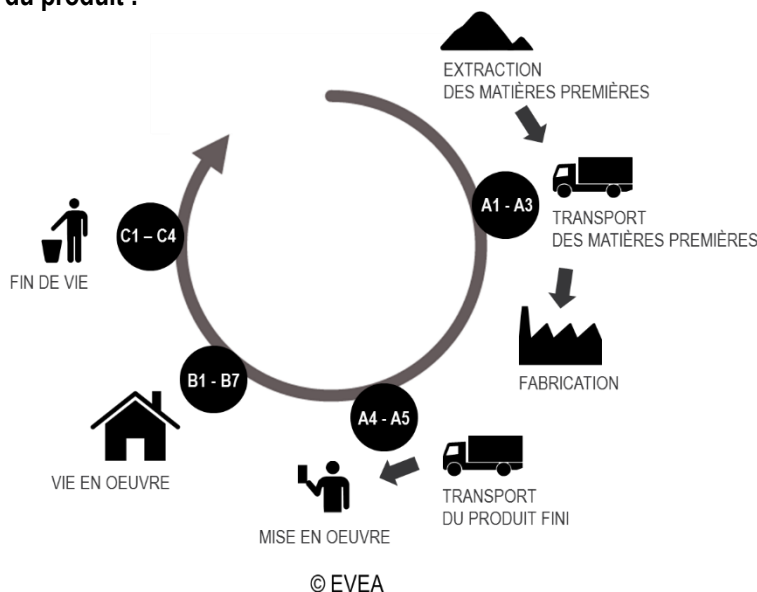 du produit :
EXTRACTION
DES MATIÈRES PREMIÈRES
A1 - A3
TRANSPORT
DES MATIÈRES PREMIÈRES
FABRICATION
A4 - A5
TRANSPORT
DU PRODUIT FINI
MISE EN OEUVRE
B1 - B7
VIE EN OEUVRE
C1 – C4
FIN DE VIE
© EVEA